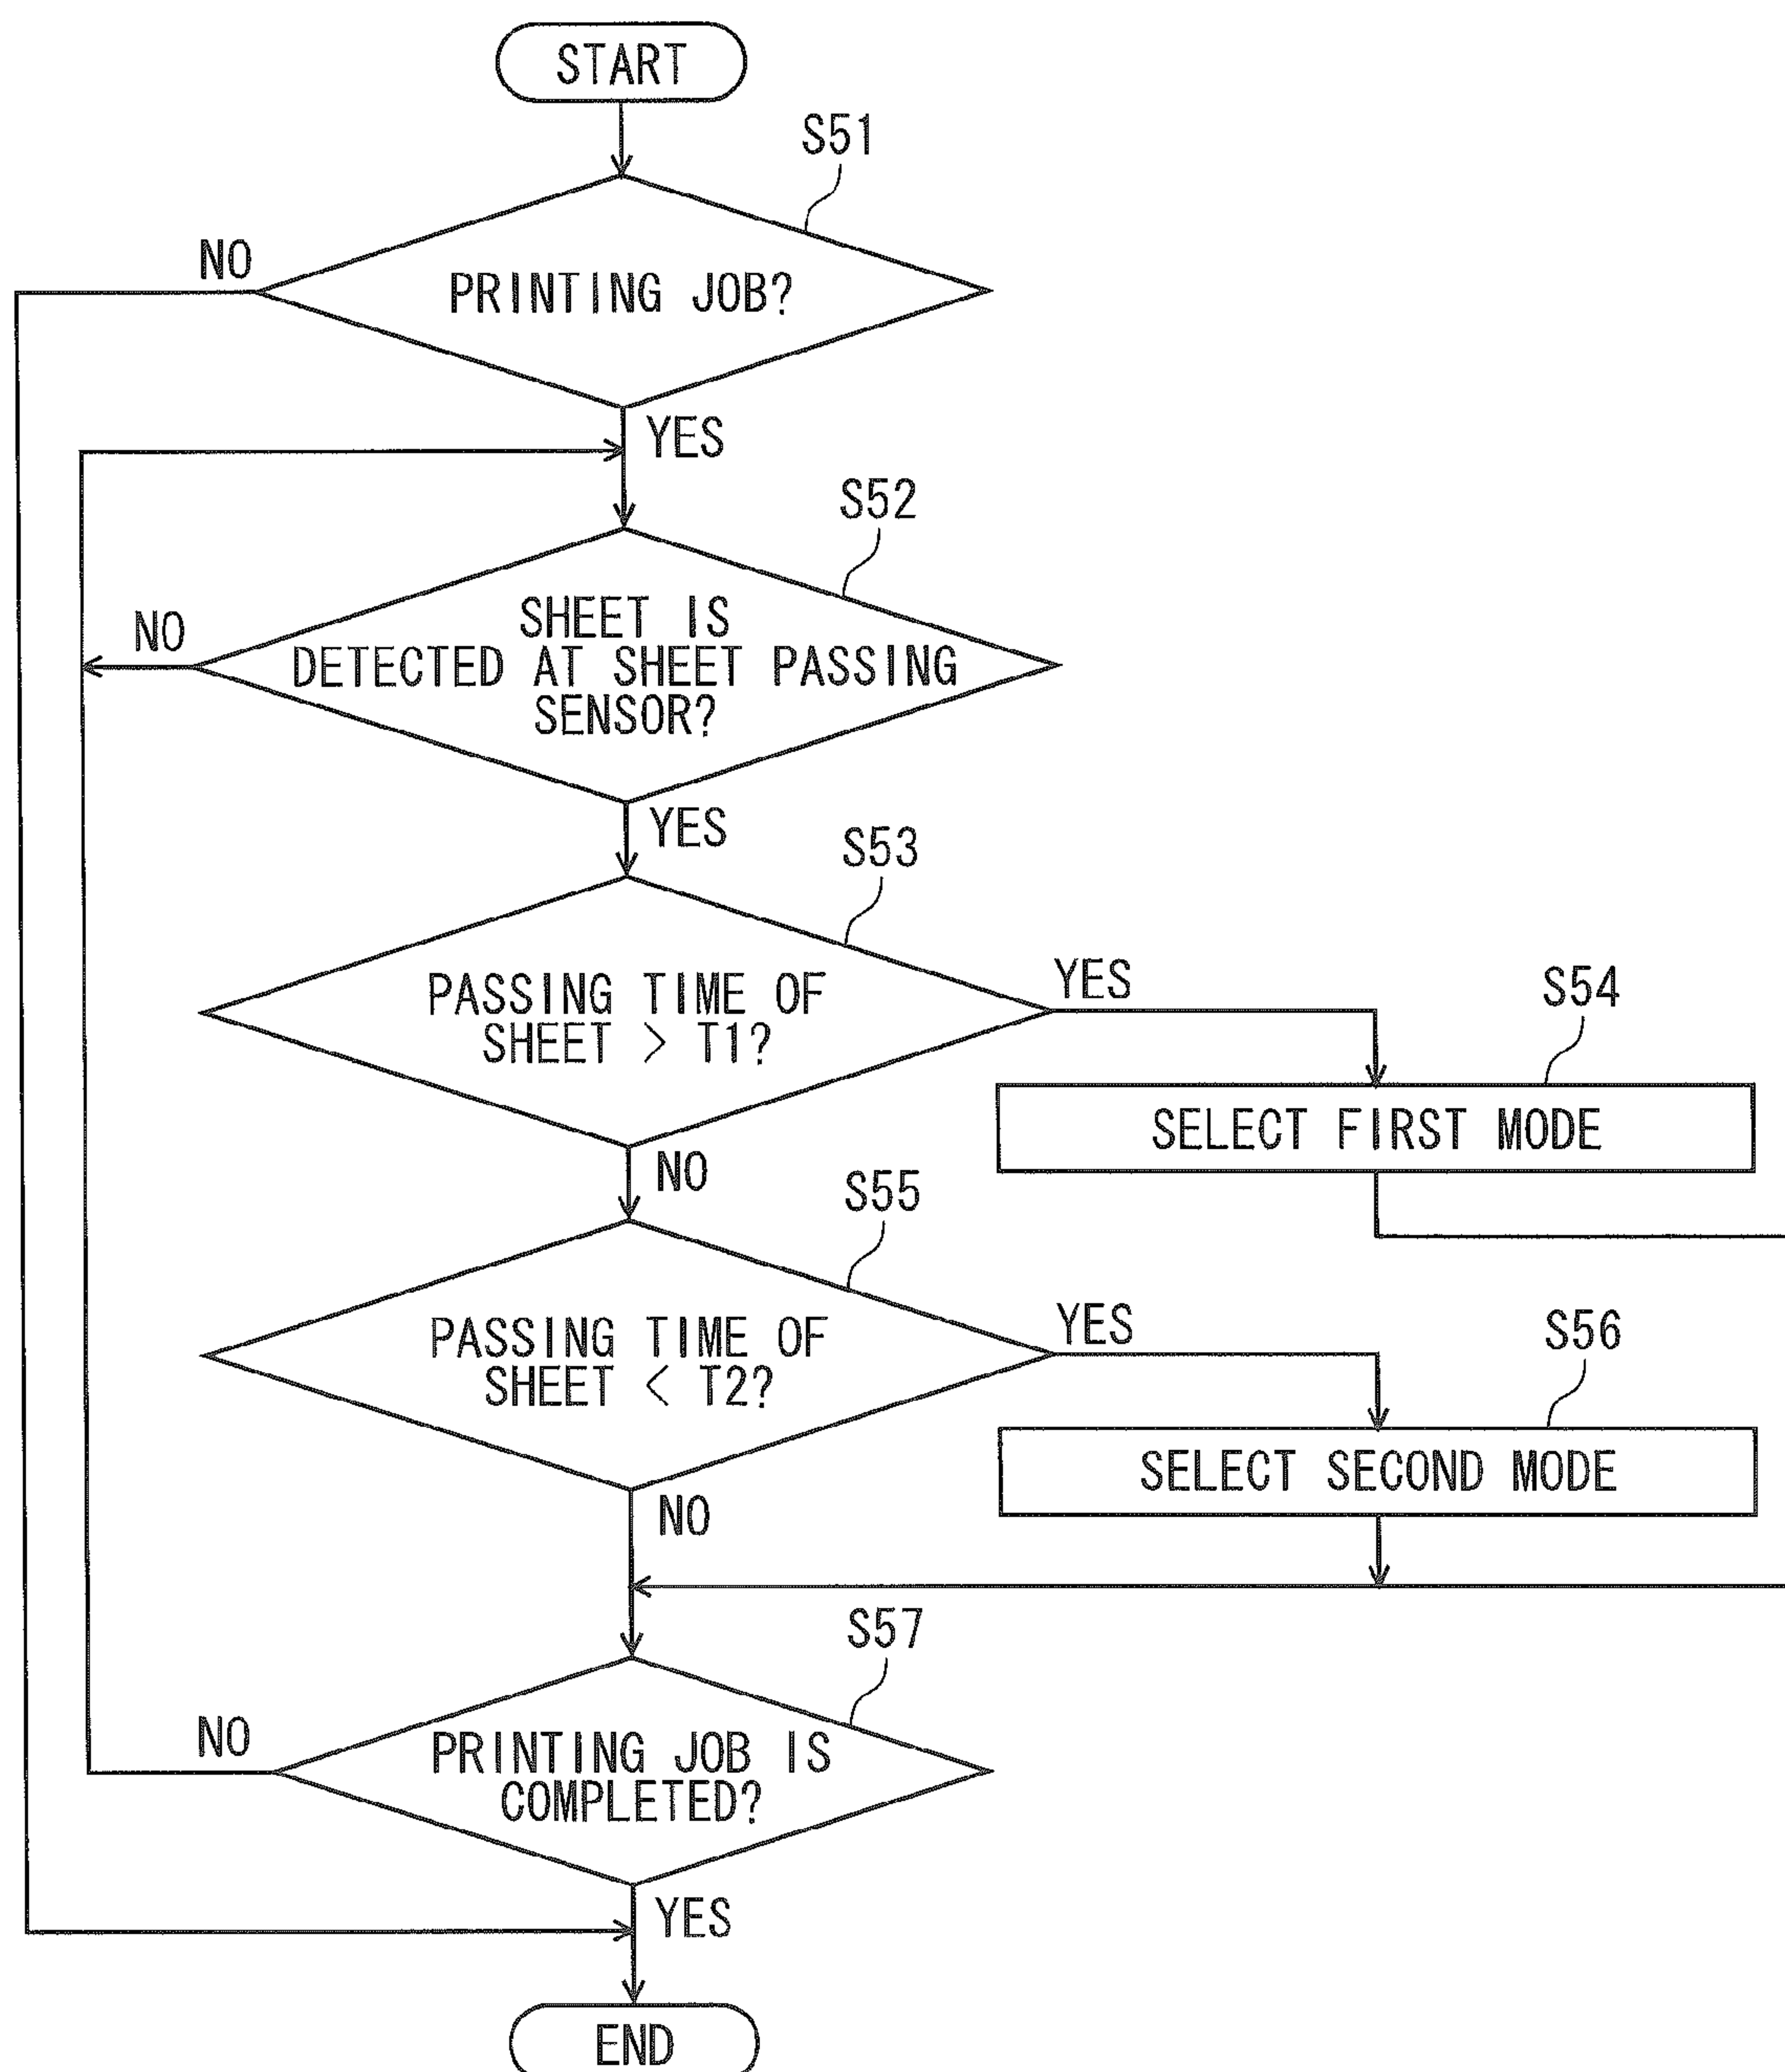 START
S51
NO
PRINTING JOB?
YES
S52
NO
SHEET IS
DETECTED AT SHEET PASSING
SENSOR?
YES
S53
PASSING TIME OF
SHEET > T1?
YES
S54
SELECT FIRST MODE
NO
S55
PASSING TIME OF
SHEET < T2?
YES
S56
SELECT SECOND MODE
NO
S57
NO
PRINTING JOB IS
COMPLETED?
YES
END